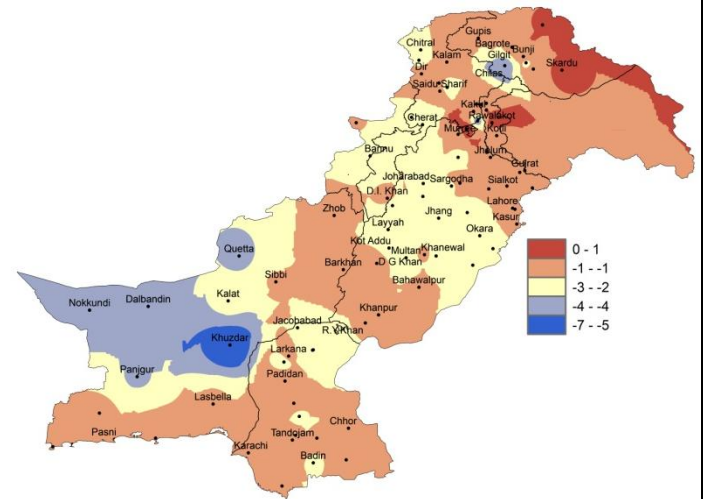 Gupis
Chitral
Bagrote
Bunji
Kalam
Gilgit
Skardu
Dir
Chilas
Saidu Sharif
Rawalakot
Cherat
Kotli
Bannu
Jhelum
Gujrat
Joharabad
Sargodha
Sialkot
D.I. Khan
Zhob
Lahore
Jhang
Kasur
Layyah
Okara
Kot Addu
Quetta
Multan
Khanewal
Barkhan
D G Khan
Sibbi
Bahawalpur
Kalat
Nokkundi
Dalbandin
Khanpur
Jacobabad
R.Y.Khan
Khuzdar
Larkana
Panjgur
Padidan
Lasbella
Chhor
Pasni
Tandojam
Karachi
Badin
0 - 1
-1 - -1
-3 - -2
-4 - -4
-7 - -5